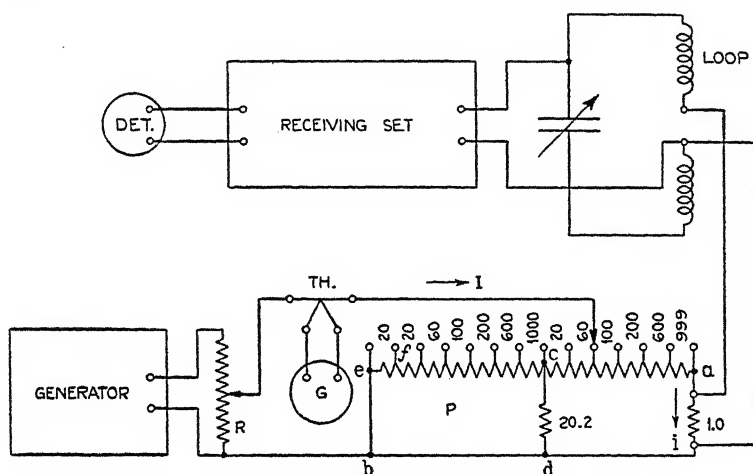 LOOP
DET.
RECEIVING SET
TH.
I
20 20 60 100 200 600 1000 20 60 100 200 600 999
f
c
e
a
GENERATOR
G
P
R
20.2
i
1.0
b
d